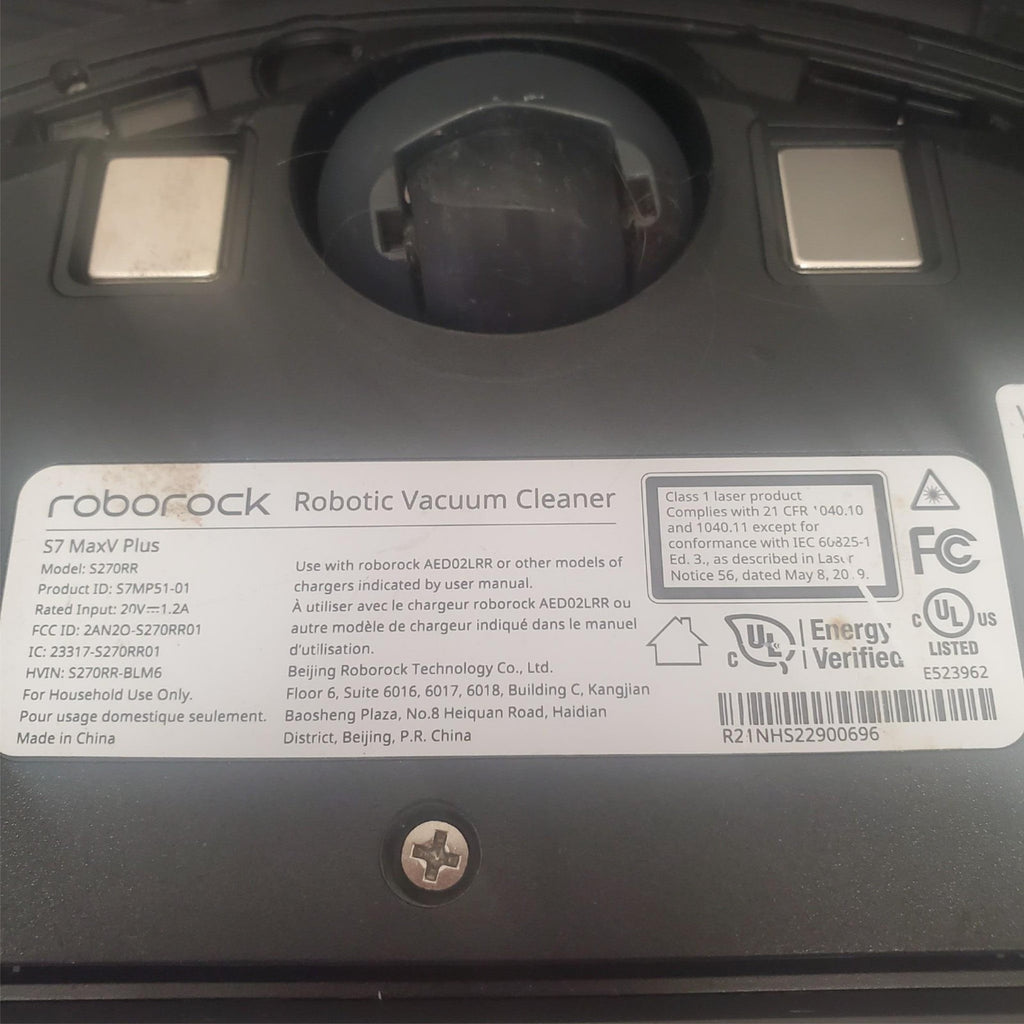 roborock Robotic Vacuum Cleaner
S7 MaxV Plus
Model: S270RR
Product ID: S7MP51-01
Rated Input: 20V⎓1.2A
FCC ID: 2AN2O-S270RR01
IC: 23317-S270RR01
HVIN: S270RR-BLM6
For Household Use Only.
Pour usage domestique seulement.
Made in China
Use with roborock AED02LRR or other models of
chargers indicated by user manual.
À utiliser avec le chargeur roborock AED02LRR ou
autre modèle de chargeur indiqué dans le manuel
d'utilisation.
Beijing Roborock Technology Co., Ltd.
Floor 6, Suite 6016, 6017, 6018, Building C, Kangjian
Baosheng Plaza, No.8 Heiquan Road, Haidian
District, Beijing, P.R. China
Class 1 laser product
Complies with 21 CFR 1040.10
and 1040.11 except for
conformance with IEC 60825-1
Ed. 3., as described in Laser
Notice 56, dated May 8, 2019.
FC
C UL Energy
Verified
C UL US
LISTED
E523962
R21NHS22900696